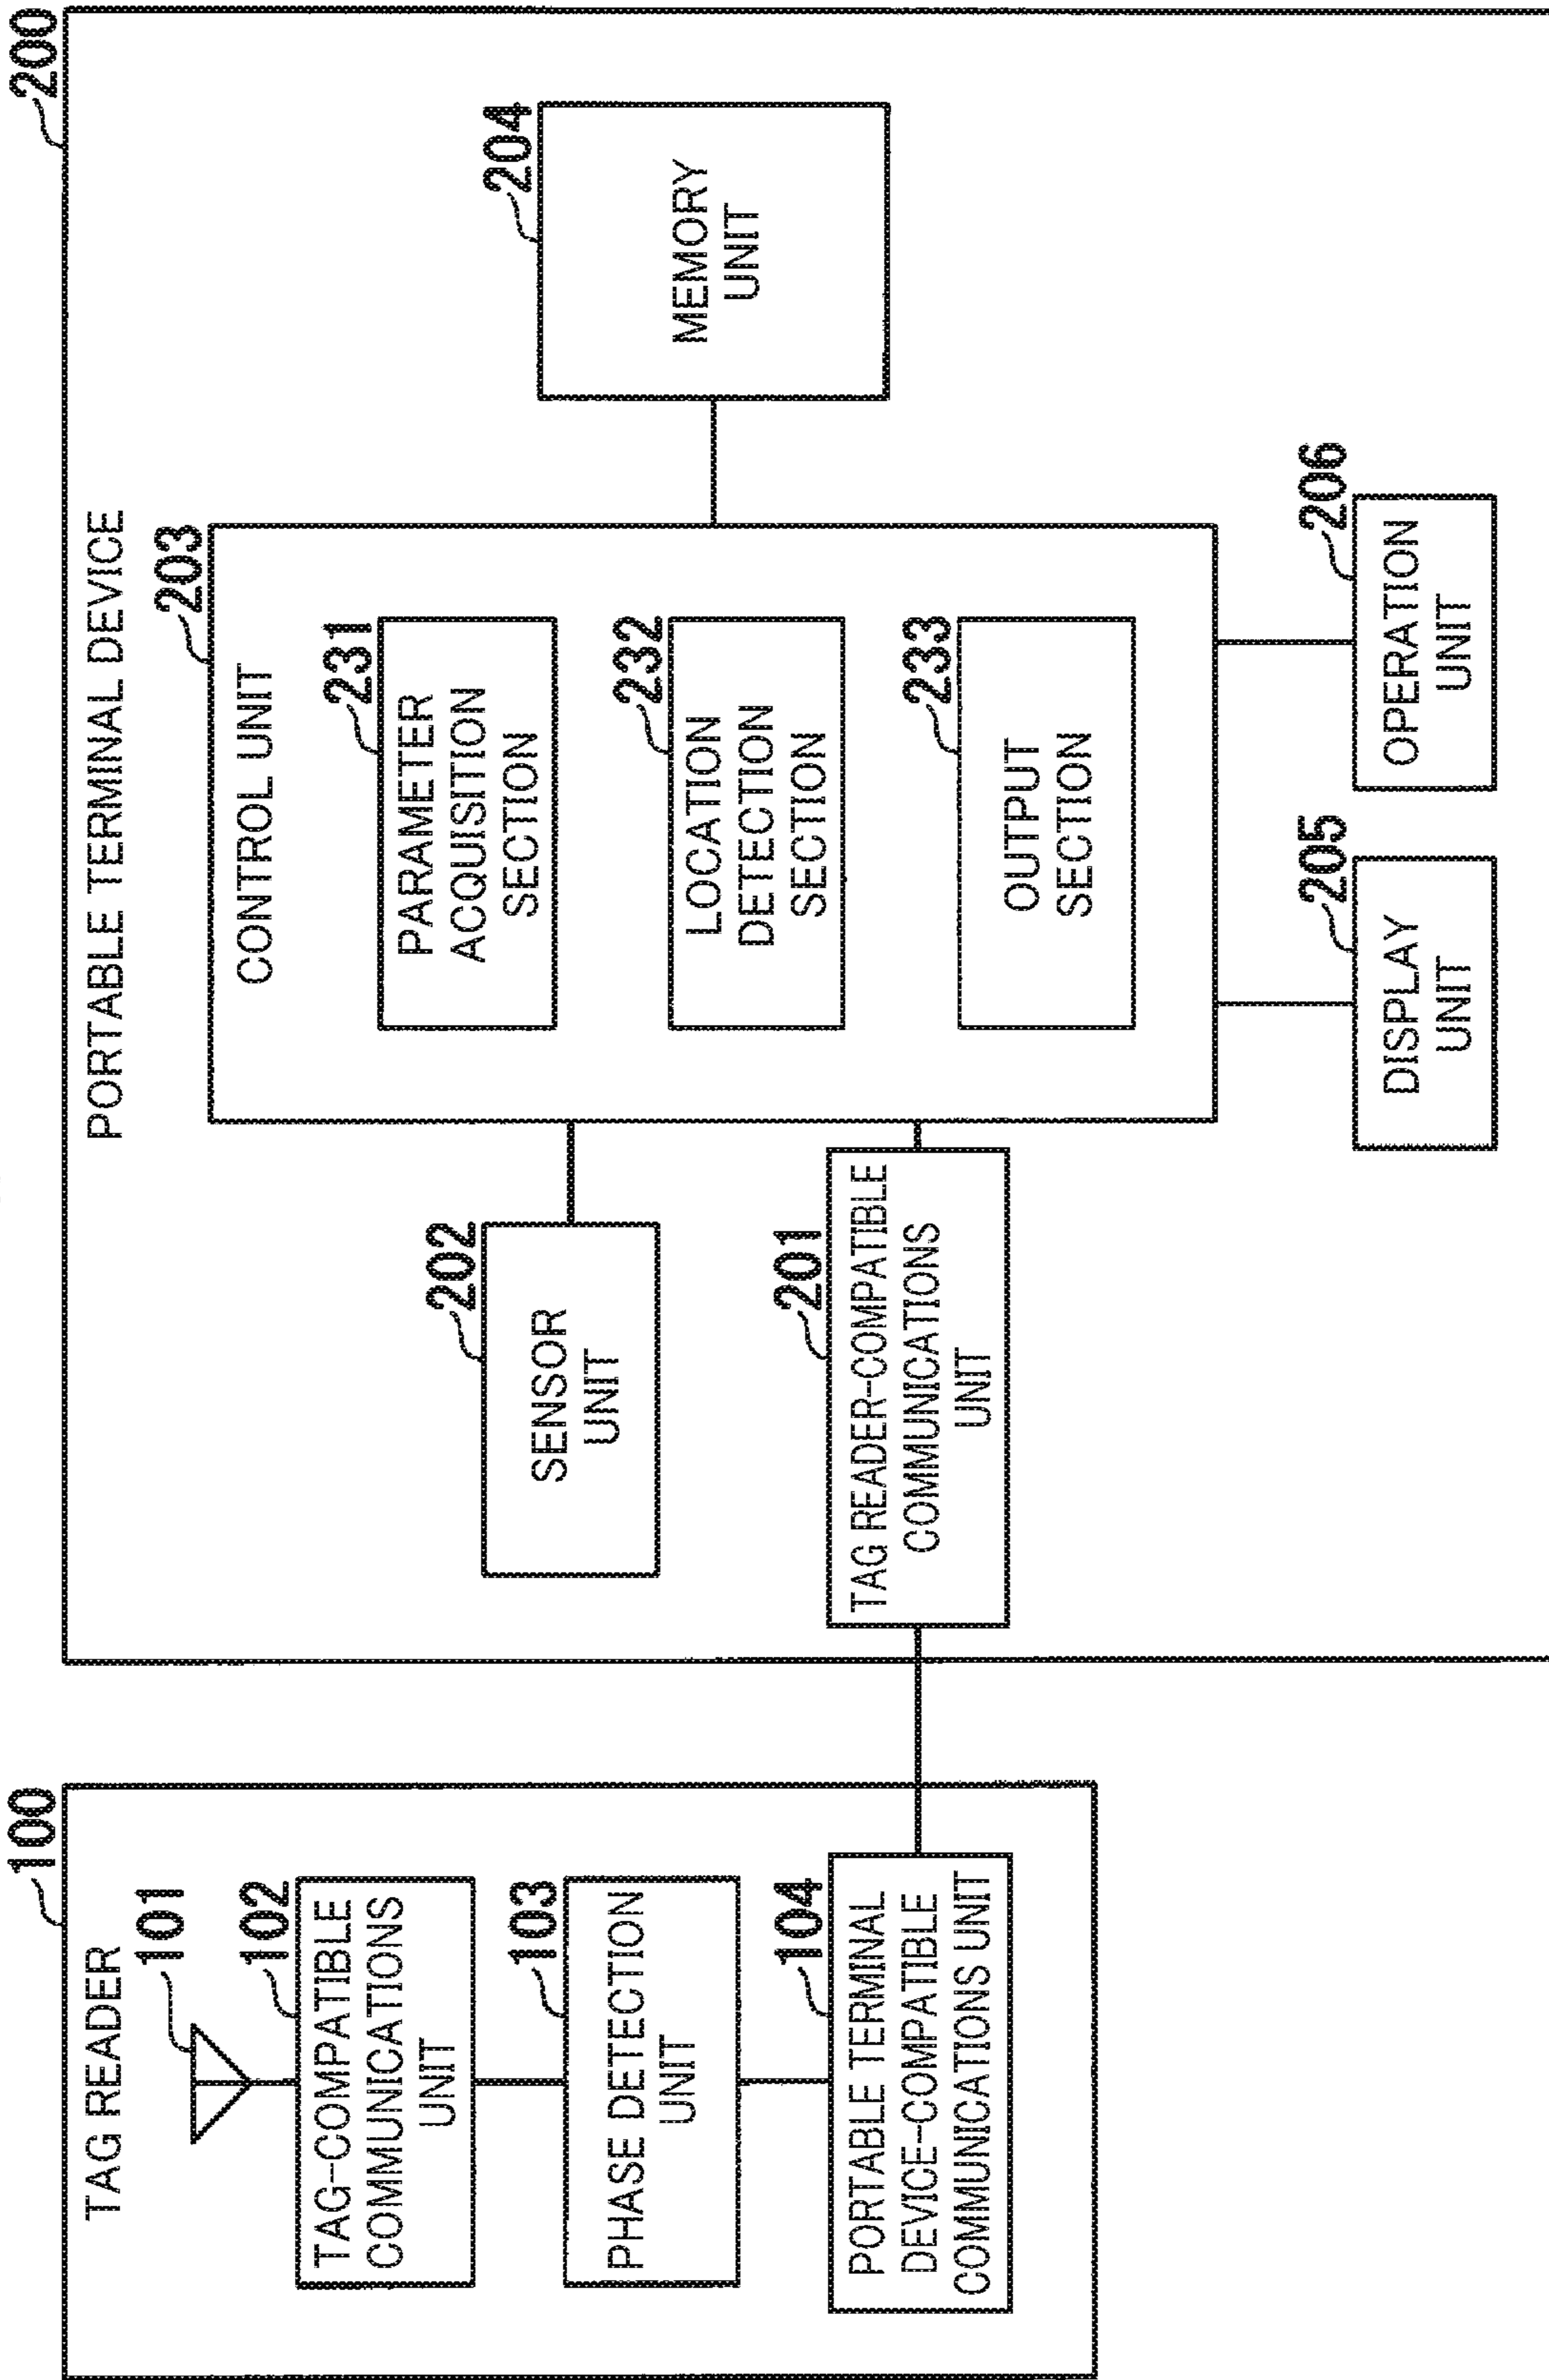 100
TAG READER
101
TAG-COMPATIBLE
COMMUNICATIONS
UNIT
102
PHASE DETECTION
UNIT
103
PORTABLE TERMINAL
DEVICE-COMPATIBLE
COMMUNICATIONS UNIT
104
200
PORTABLE TERMINAL DEVICE
202
SENSOR
UNIT
201
TAG READER-COMPATIBLE
COMMUNICATIONS
UNIT
203
CONTROL UNIT
231
PARAMETER
ACQUISITION
SECTION
232
LOCATION
DETECTION
SECTION
233
OUTPUT
SECTION
204
MEMORY
UNIT
205
DISPLAY
UNIT
206
OPERATION
UNIT